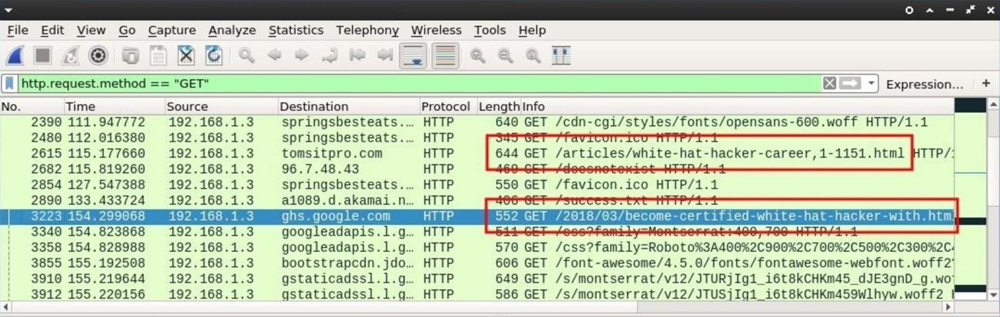 File Edit View Go Capture Analyze Statistics Telephony Wireless Tools Help
http.request.method == "GET" Expression... +
No. Time Source Destination Protocol Length Info
2390 111.947772 192.168.1.3 springsbesteats.… HTTP 640 GET /cdn-cgi/styles/fonts/opensans-600.woff HTTP/1.1
2480 112.016380 192.168.1.3 springsbesteats.… HTTP 345 GET /favicon.ico HTTP/1.1
2615 115.177660 192.168.1.3 tomsitpro.com HTTP 644 GET /articles/white-hat-hacker-career,1-1151.html HTTP/1
2682 115.819260 192.168.1.3 96.7.48.43 HTTP 469 GET /doesnotexist HTTP/1.1
2854 127.547388 192.168.1.3 springsbesteats.… HTTP 550 GET /favicon.ico HTTP/1.1
2890 133.433724 192.168.1.3 a1089.d.akamai.n… HTTP 406 GET /success.txt HTTP/1.1
3223 154.299068 192.168.1.3 ghs.google.com HTTP 552 GET /2018/03/become-certified-white-hat-hacker-with.htm
3340 154.823868 192.168.1.3 googleadapis.l.g… HTTP 511 GET /css?family=Montserrat:400,700 HTTP/1.1
3358 154.828988 192.168.1.3 googleadapis.l.g… HTTP 570 GET /css?family=Roboto%3A400%2C900%2C700%2C500%2C300%2C4
3855 155.192508 192.168.1.3 bootstrapcdn.jdo… HTTP 606 GET /font-awesome/4.5.0/fonts/fontawesome-webfont.woff2?
3910 155.219644 192.168.1.3 gstaticadssl.l.g… HTTP 649 GET /s/montserrat/v12/JTURjIg1_i6t8kCHKm45_dJE3gnD_g.wo
3912 155.220156 192.168.1.3 gstaticadssl.l.g… HTTP 586 GET /s/montserrat/v12/JTUSjIg1_i6t8kCHKm459Wlhyw.woff2